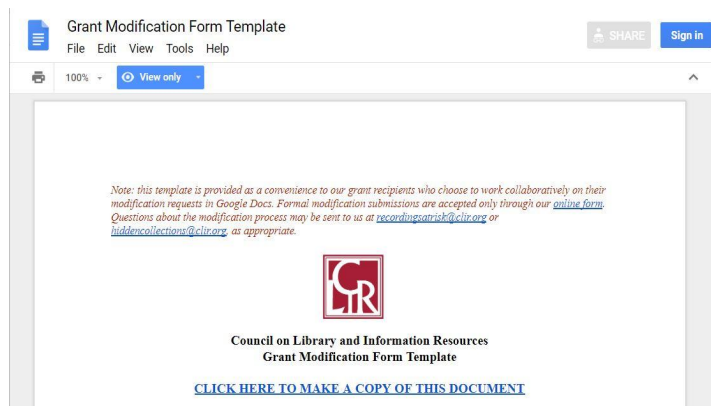 Grant Modification Form Template
SHARE
Sign in
File Edit View Tools Help
100%
View only
Note: this template is provided as a convenience to our grant recipients who choose to work collaboratively on their
modification requests in Google Docs. Formal modification submissions are accepted only through our online form.
Questions about the modification process may be sent to us at recordingsatrisk@clir.org or
hiddencollections@clir.org, as appropriate.
CLIR
Council on Library and Information Resources
Grant Modification Form Template
CLICK HERE TO MAKE A COPY OF THIS DOCUMENT